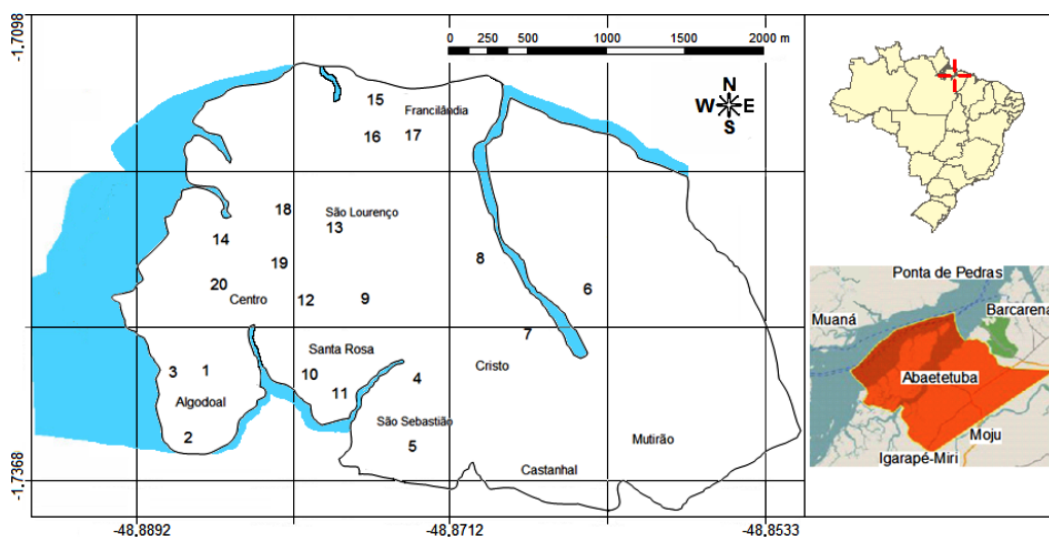 -1,7098
0 250 500 1000 1500 2000 m
N
W E
S
15
Francilândia
16 17
18
São Lourenço
13
14
19
8
20
Centro
12 9
6
7
Santa Rosa
3 1
10
11
4
Cristo
Algodoal
São Sebastião
2
5
Mutirão
Castanhal
-1,7368
-48,8892 -48,8712 -48,8533
Ponta de Pedras
Muaná
Barcarena
Abaetetuba
Moju
Igarapé-Miri